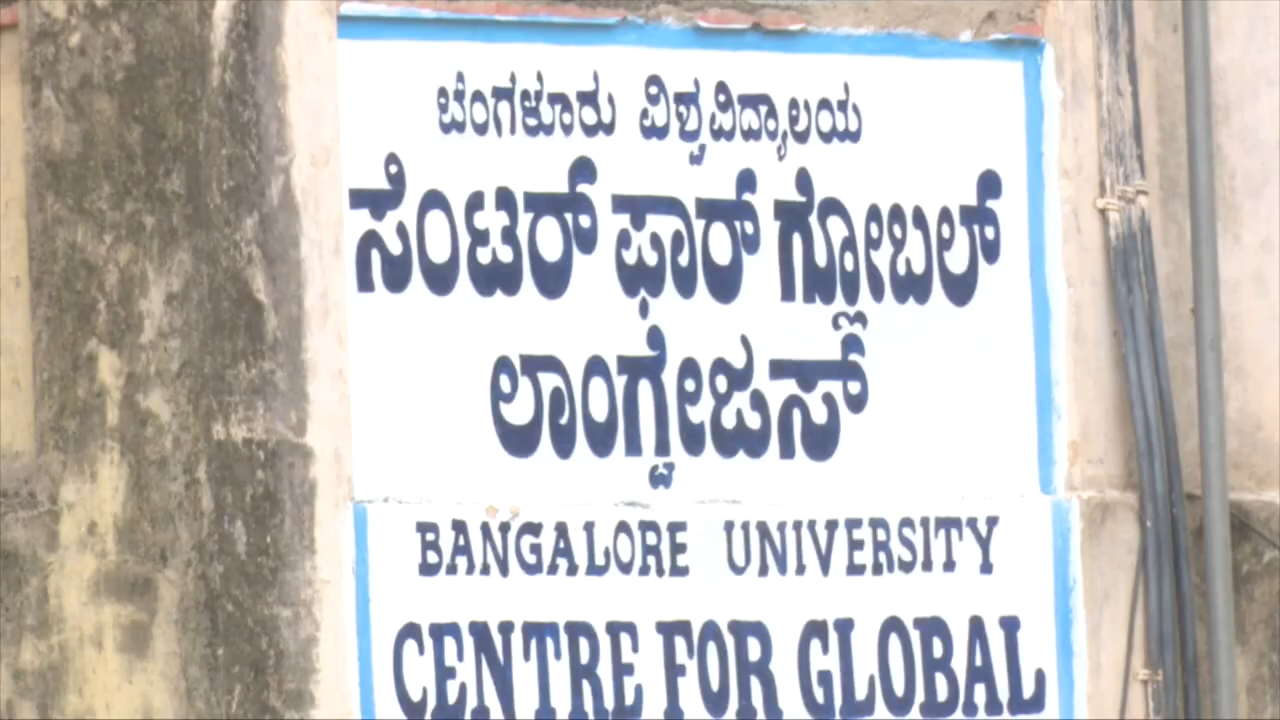 ಬೆಂಗಳೂರು ವಿಶ್ವವಿದ್ಯಾಲಯ
ಸೆಂಟರ್ ಫಾರ್ ಗ್ಲೋಬಲ್
ಲಾಂಗ್ವೇಜಸ್
BANGALORE UNIVERSITY
CENTRE FOR GLOBAL